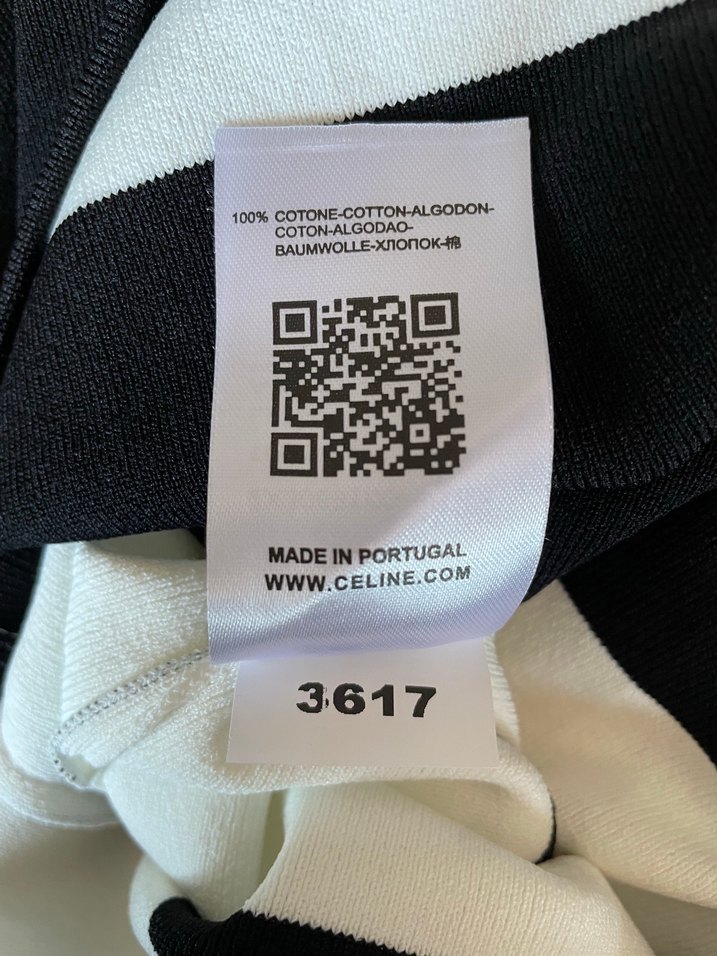 100% COTONE-COTTON-ALGODON-
COTON-ALGODAO-
BAUMWOLLE-ХЛОПОК-棉
MADE IN PORTUGAL
WWW.CELINE.COM
3617